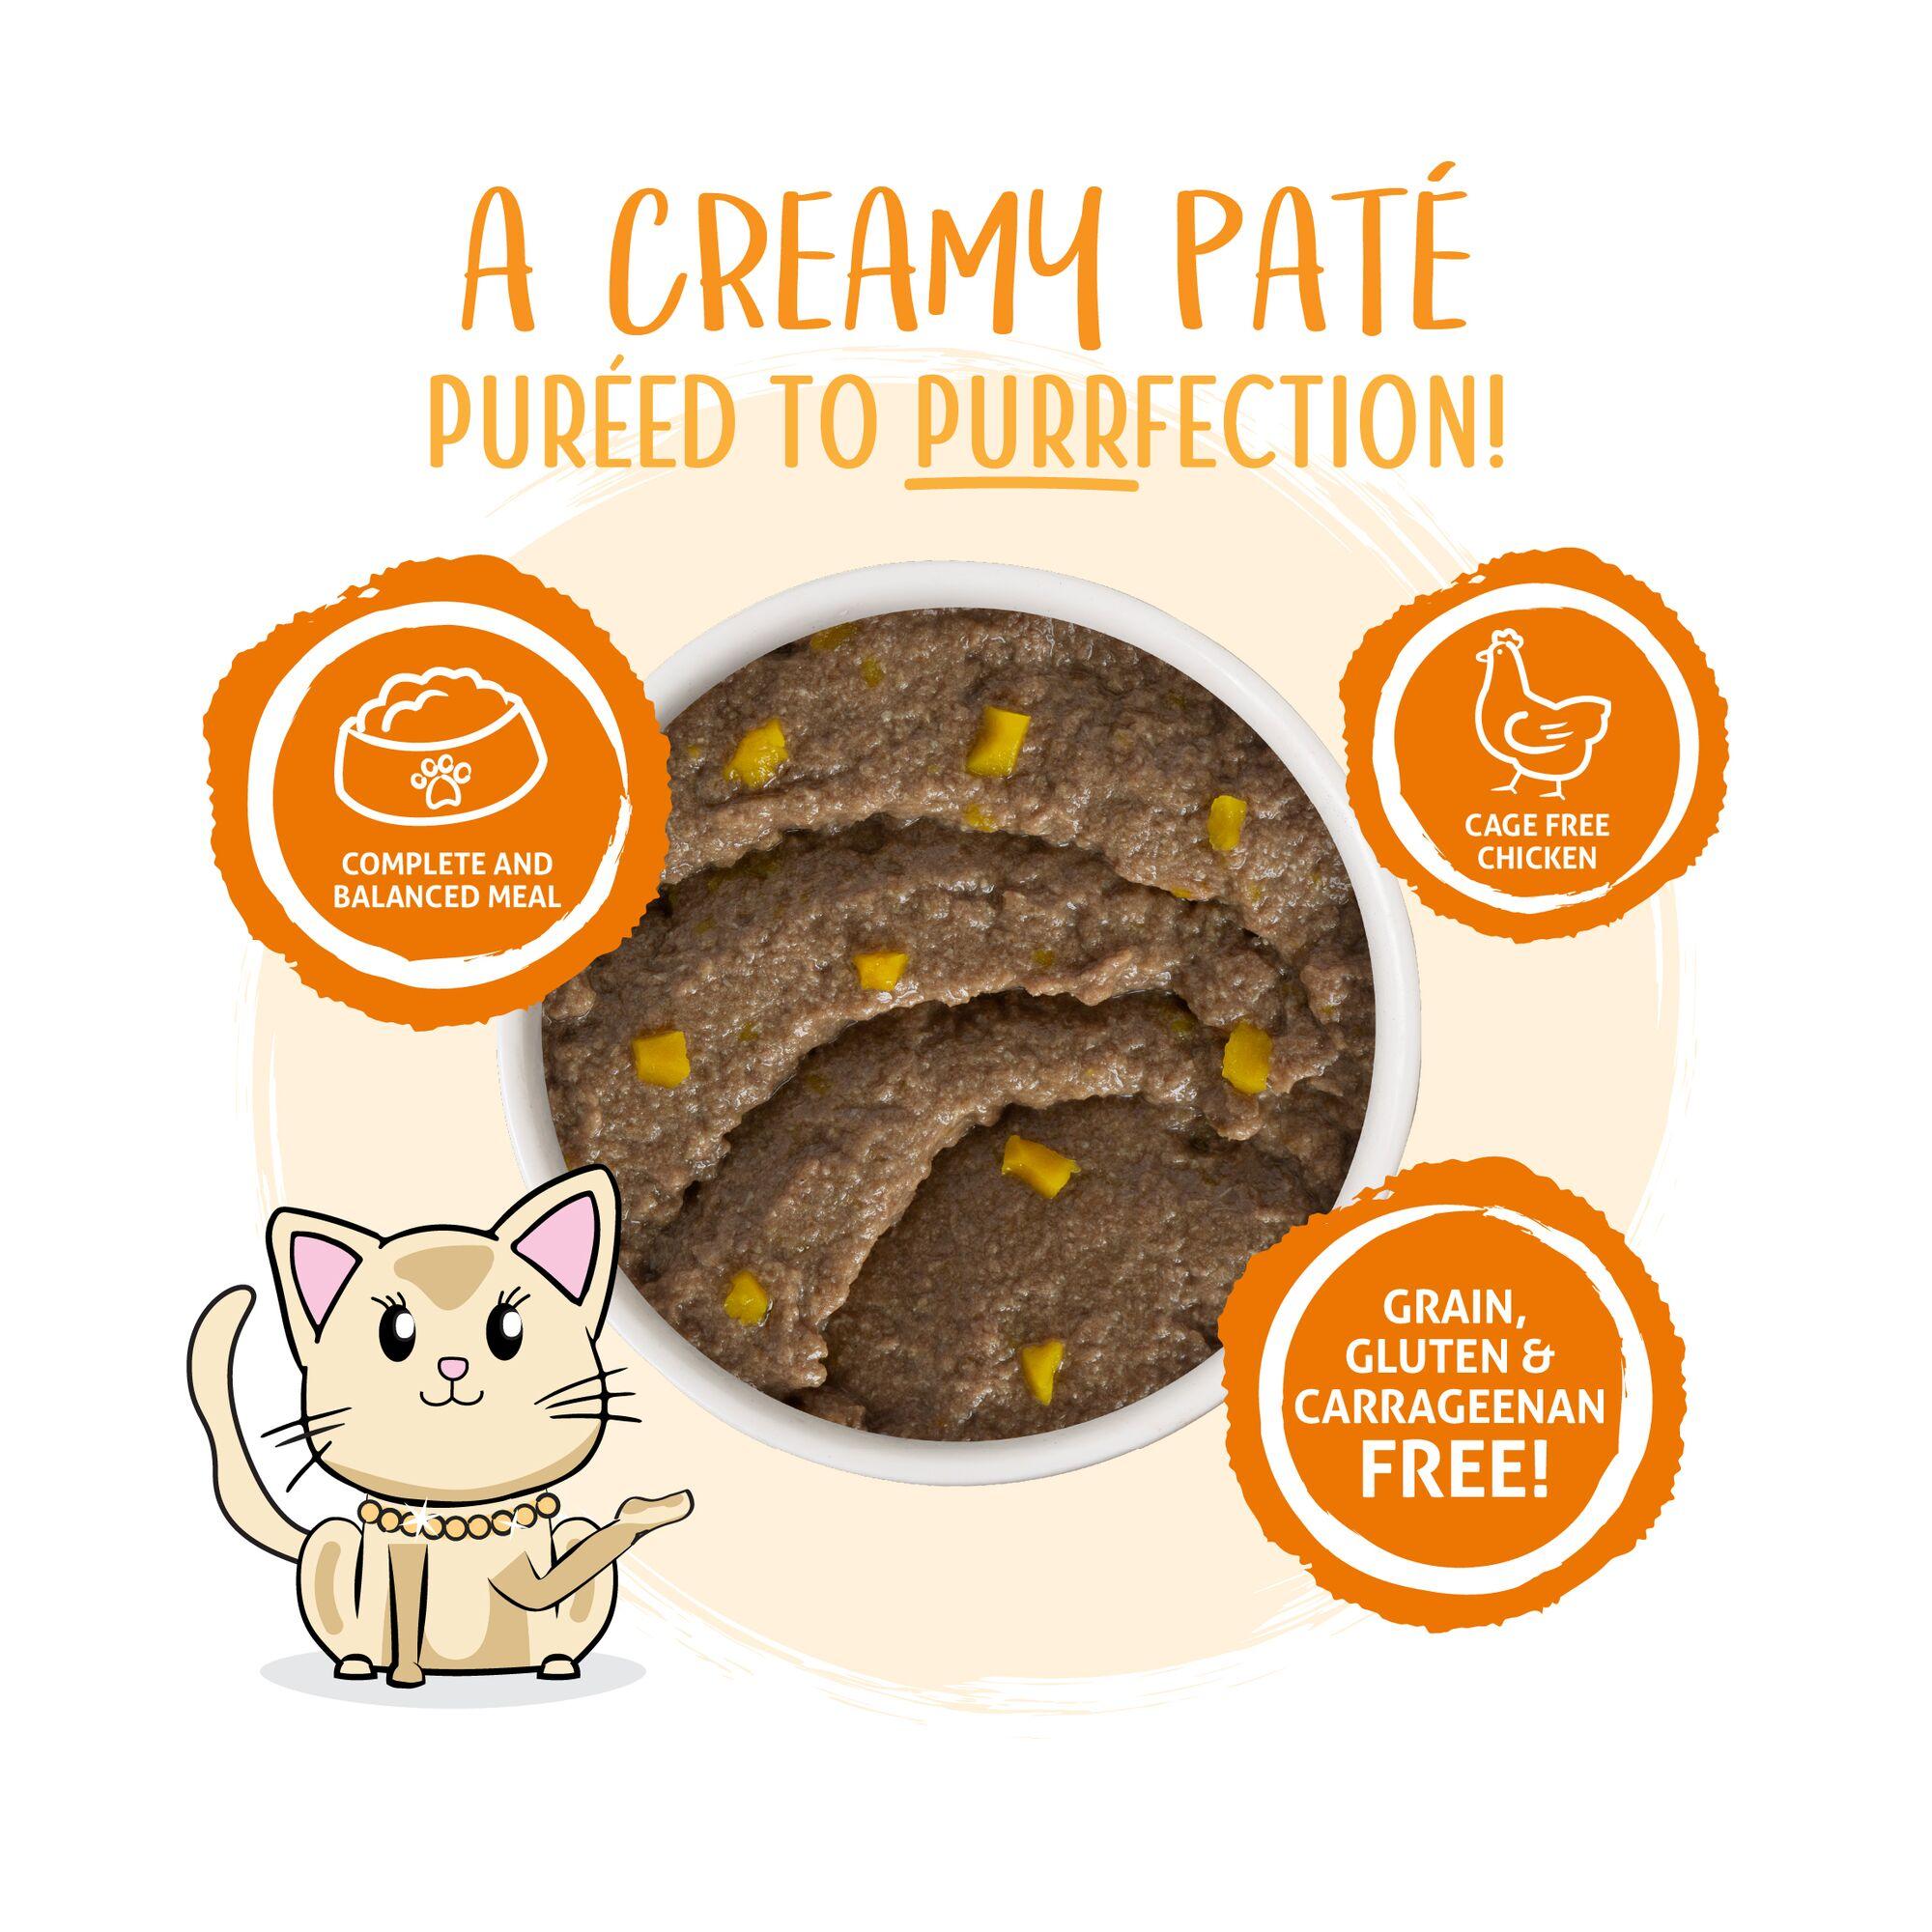 A CREAMY PATÉ
PURÉED TO PURRFECTION!
COMPLETE AND
BALANCED MEAL
CAGE FREE
CHICKEN
GRAIN,
GLUTEN &
CARRAGEENAN
FREE!